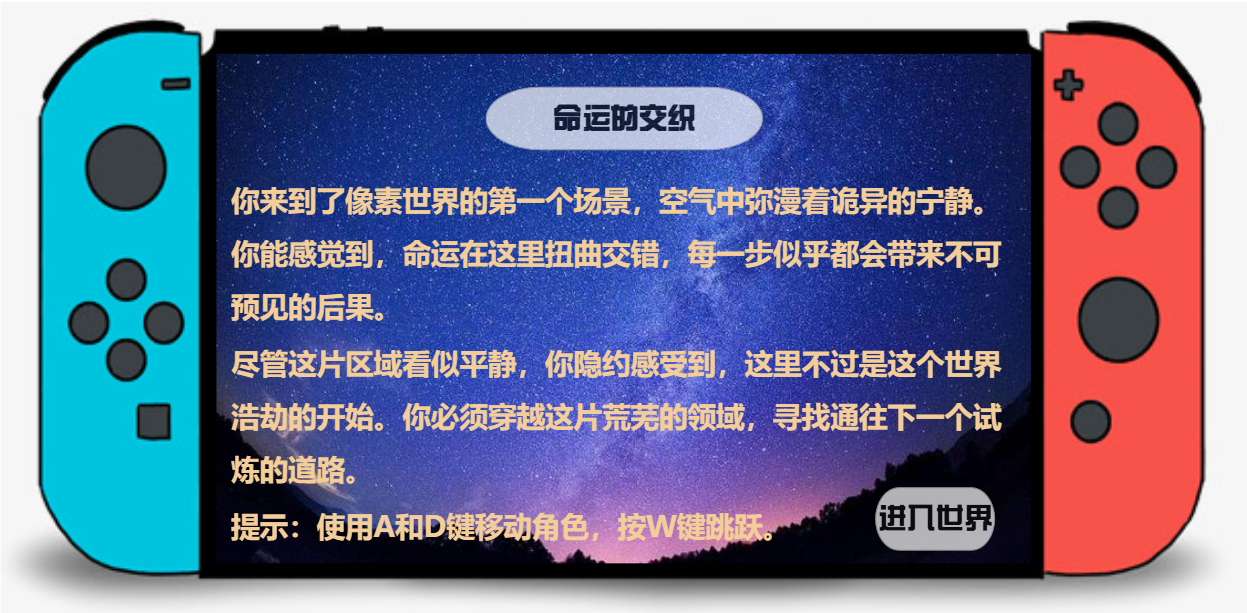 命运的交织
你来到了像素世界的第一个场景，空气中弥漫着诡异的宁静。
你能感觉到，命运在这里扭曲交错，每一步似乎都会带来不可
预见的后果。
尽管这片区域看似平静，你隐约感受到，这里不过是这个世界
浩劫的开始。你必须穿越这片荒芜的领域，寻找通往下一个试
炼的道路。
提示：使用A和D键移动角色，按W键跳跃。
进入世界